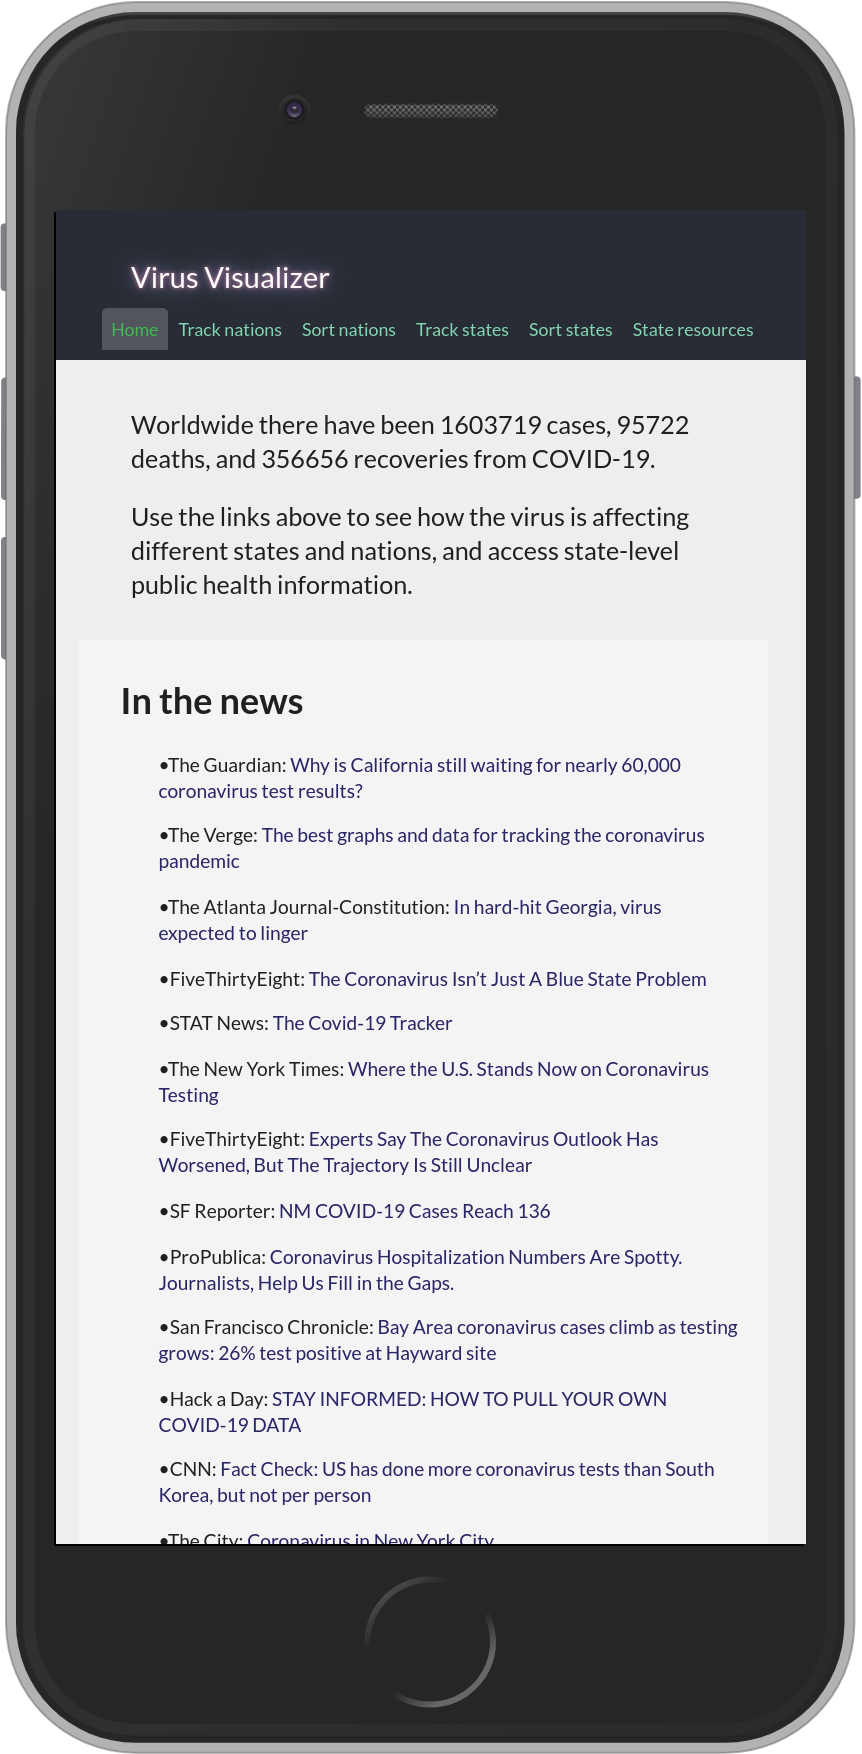 Virus Visualizer
Home Track nations Sort nations Track states Sort states State resources
Worldwide there have been 1603719 cases, 95722
deaths, and 356656 recoveries from COVID-19.
Use the links above to see how the virus is affecting
different states and nations, and access state-level
public health information.
In the news
•The Guardian: Why is California still waiting for nearly 60,000
coronavirus test results?
•The Verge: The best graphs and data for tracking the coronavirus
pandemic
•The Atlanta Journal-Constitution: In hard-hit Georgia, virus
expected to linger
•FiveThirtyEight: The Coronavirus Isn’t Just A Blue State Problem
•STAT News: The Covid-19 Tracker
•The New York Times: Where the U.S. Stands Now on Coronavirus
Testing
•FiveThirtyEight: Experts Say The Coronavirus Outlook Has
Worsened, But The Trajectory Is Still Unclear
•SF Reporter: NM COVID-19 Cases Reach 136
•ProPublica: Coronavirus Hospitalization Numbers Are Spotty.
Journalists, Help Us Fill in the Gaps.
•San Francisco Chronicle: Bay Area coronavirus cases climb as testing
grows: 26% test positive at Hayward site
•Hack a Day: STAY INFORMED: HOW TO PULL YOUR OWN
COVID-19 DATA
•CNN: Fact Check: US has done more coronavirus tests than South
Korea, but not per person
•The City: Coronavirus in New York City